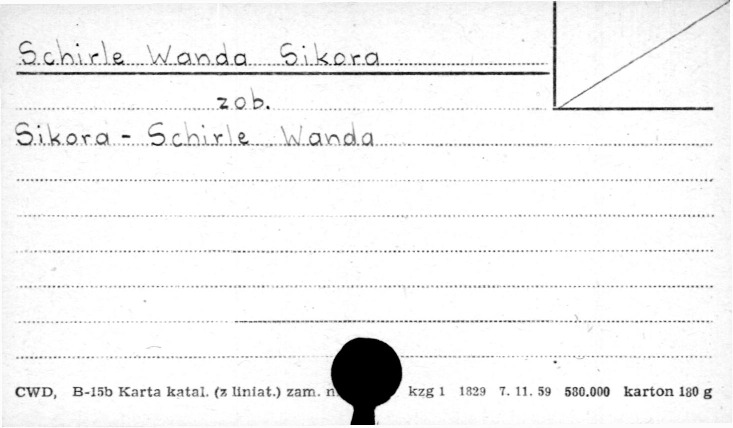 Schirle Wanda Sikora
zob.
Sikora - Schirle Wanda
CWD, B-15b Karta katal. (z liniat.) zam. kzg 1 1829 7. 11. 59 580.000 karton 180 g